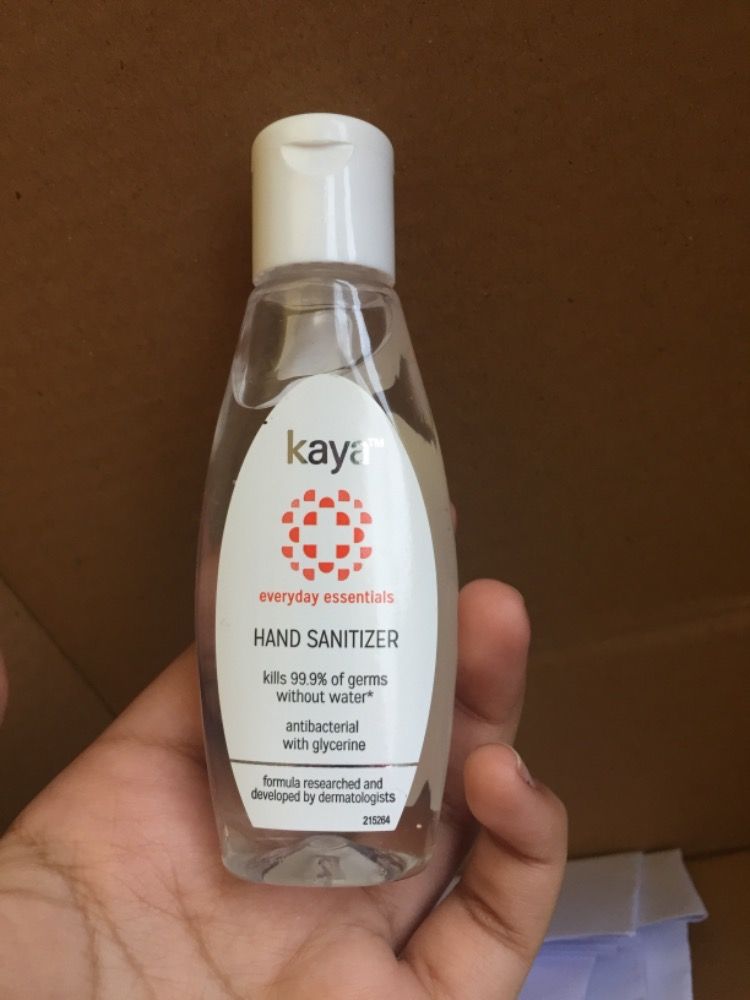 kaya™
everyday essentials
HAND SANITIZER
kills 99.9% of germs
without water*
antibacterial
with glycerine
formula researched and
developed by dermatologists
215264